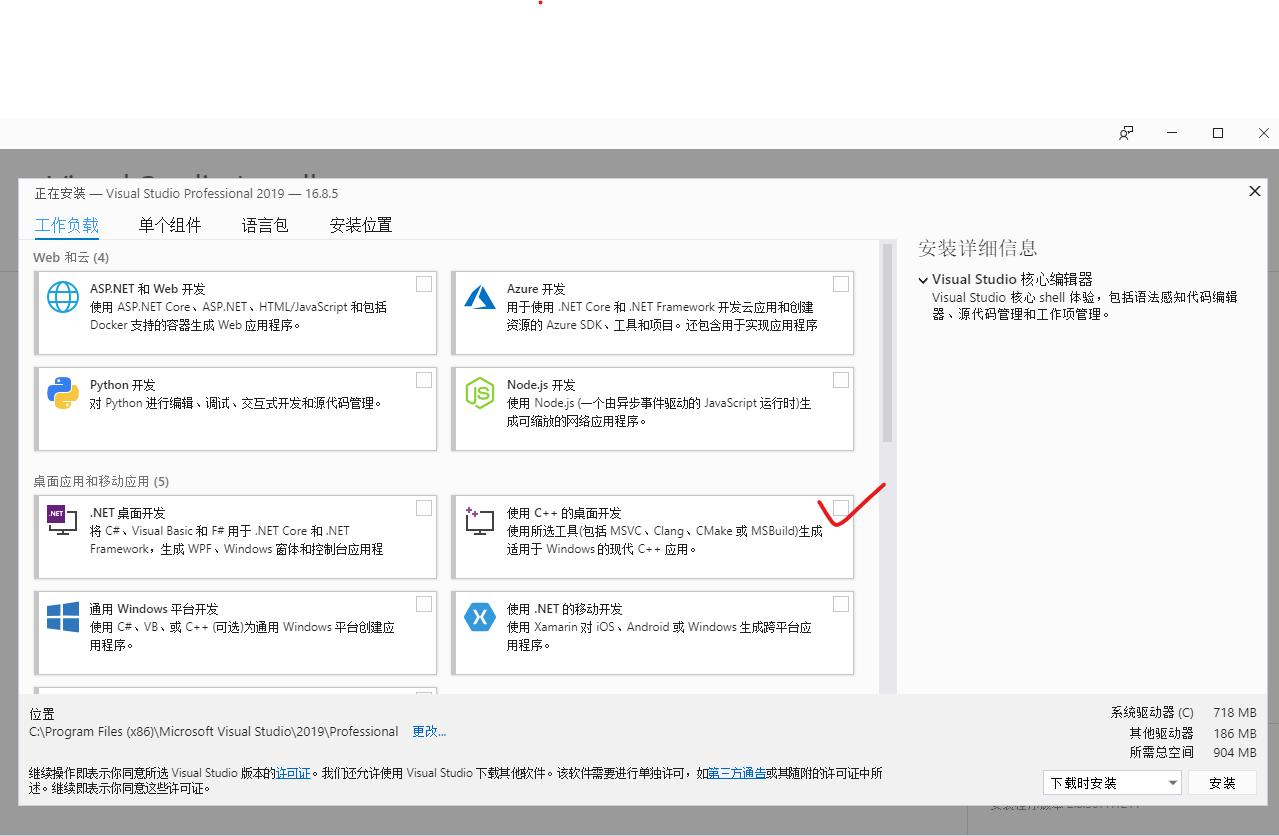 正在安装 — Visual Studio Professional 2019 — 16.8.5
工作负载 单个组件 语言包 安装位置
Web 和云 (4)
ASP.NET 和 Web 开发
使用 ASP.NET Core、ASP.NET、HTML/JavaScript 和包括
Docker 支持的容器生成 Web 应用程序。
Azure 开发
用于使用 .NET Core 和 .NET Framework 开发云应用和创建
资源的 Azure SDK、工具和项目。还包含用于实现应用程序
Python 开发
对 Python 进行编辑、调试、交互式开发和源代码管理。
Node.js 开发
使用 Node.js (一个由异步事件驱动的 JavaScript 运行时)生
成可缩放的网络应用程序。
桌面应用和移动应用 (5)
.NET 桌面开发
将 C#、Visual Basic 和 F# 用于 .NET Core 和 .NET
Framework，生成 WPF、Windows 窗体和控制台应用程
使用 C++ 的桌面开发
使用所选工具(包括 MSVC、Clang、CMake 或 MSBuild)生成
适用于 Windows 的现代 C++ 应用。
通用 Windows 平台开发
使用 C#、VB、或 C++ (可选)为通用 Windows 平台创建应
用程序。
使用 .NET 的移动开发
使用 Xamarin 对 iOS、Android 或 Windows 生成跨平台应
用程序。
安装详细信息
Visual Studio 核心编辑器
Visual Studio 核心 shell 体验，包括语法感知代码编辑
器、源代码管理和工作项管理。
位置
C:\Program Files (x86)\Microsoft Visual Studio\2019\Professional 更改...
继续操作即表示你同意所选 Visual Studio 版本的许可证。我们还允许使用 Visual Studio 下载其他软件。该软件需要进行单独许可，如第三方通告或其随附的许可证中所
述。继续即表示你同意这些许可证。
系统驱动器 (C) 718 MB
其他驱动器 186 MB
所需总空间 904 MB
下载时安装 安装